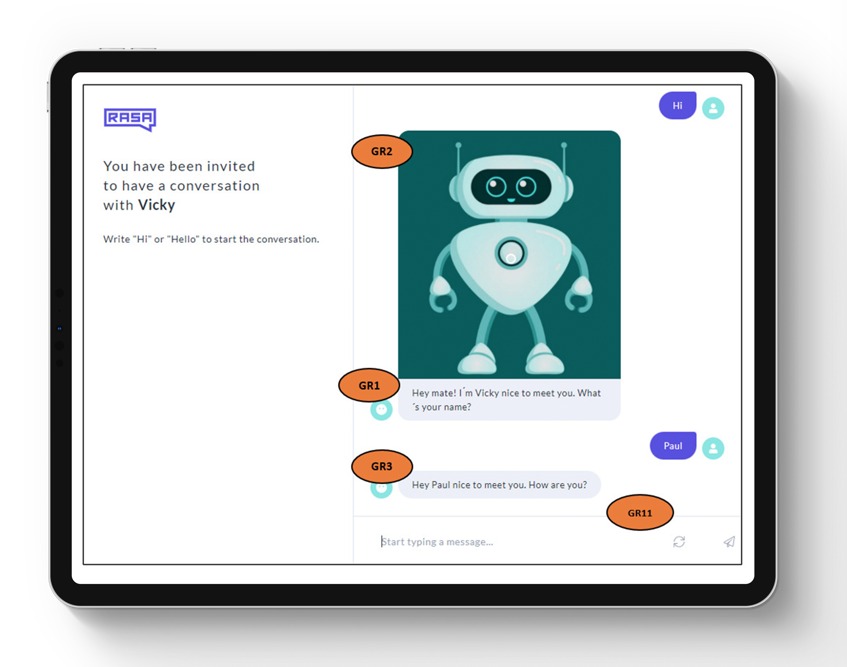 RASA
You have been invited
to have a conversation
with Vicky
Write "Hi" or "Hello" to start the conversation.
Hi
GR2
GR1
Hey mate! I´m Vicky nice to meet you. What
´s your name?
Paul
GR3
Hey Paul nice to meet you. How are you?
GR11
Start typing a message...